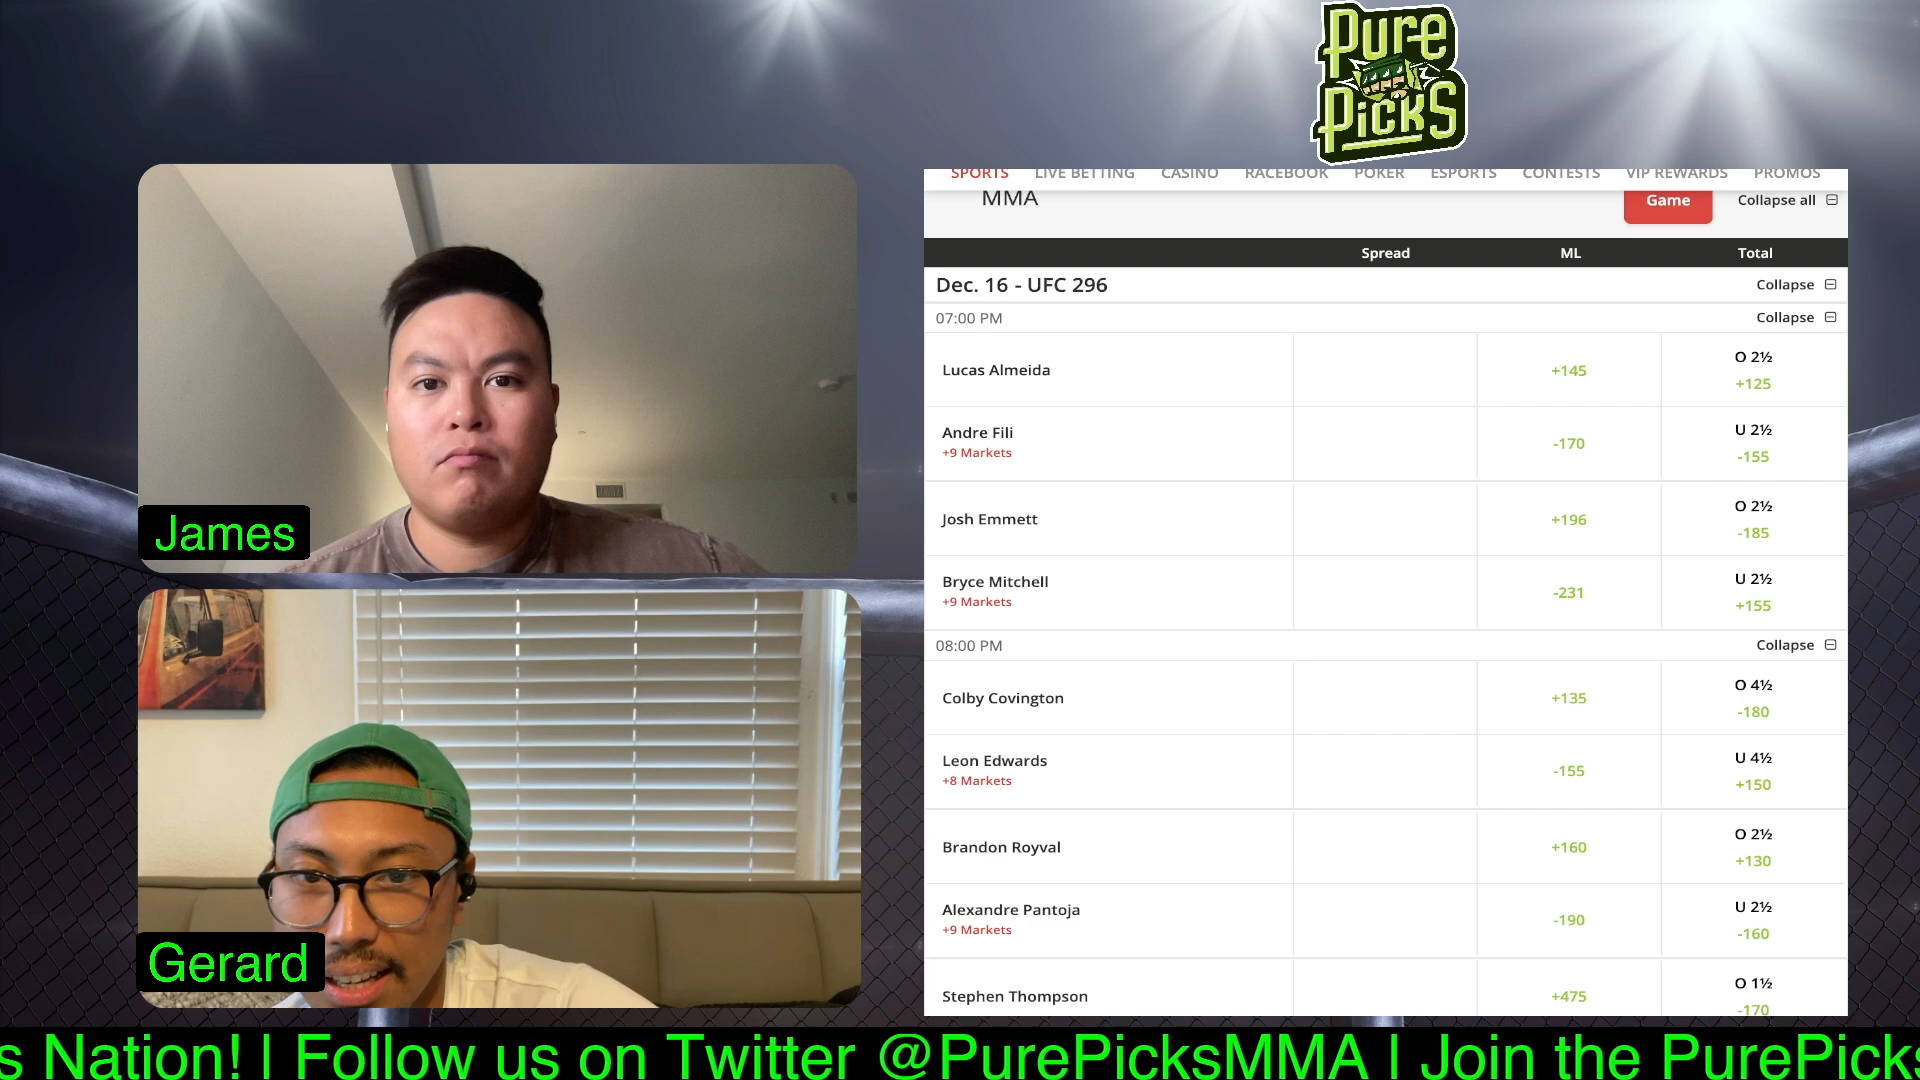 Pure
Picks
SPORTS LIVE BETTING CASINO RACEBOOK POKER ESPORTS CONTESTS VIP REWARDS PROMOS
MMA Game Collapse all
Spread ML Total
Dec. 16 - UFC 296 Collapse
07:00 PM Collapse
Lucas Almeida +145 O 2½ +125
Andre Fili -170 U 2½ -155
+9 Markets
Josh Emmett +196 O 2½ -185
Bryce Mitchell -231 U 2½ +155
+9 Markets
08:00 PM Collapse
Colby Covington +135 O 4½ -180
Leon Edwards -155 U 4½ +150
+8 Markets
Brandon Royval +160 O 2½ +130
Alexandre Pantoja -190 U 2½ -160
+9 Markets
Stephen Thompson +475 O 1½ -170
James
Gerard
s Nation! | Follow us on Twitter @PurePicksMMA | Join the PurePicks